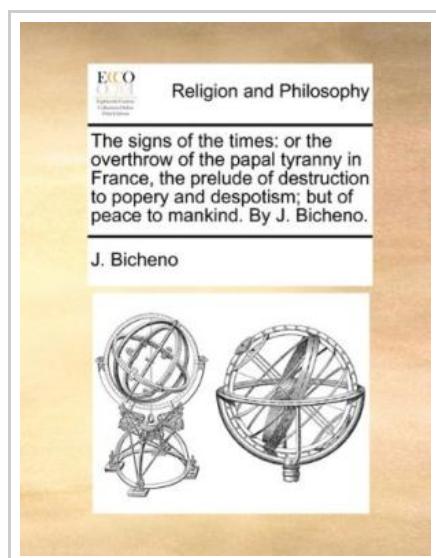 ECCO
Religion and Philosophy
The signs of the times: or the
overthrow of the papal tyranny in
France, the prelude of destruction
to popery and despotism; but of
peace to mankind. By J. Bicheno.
J. Bicheno